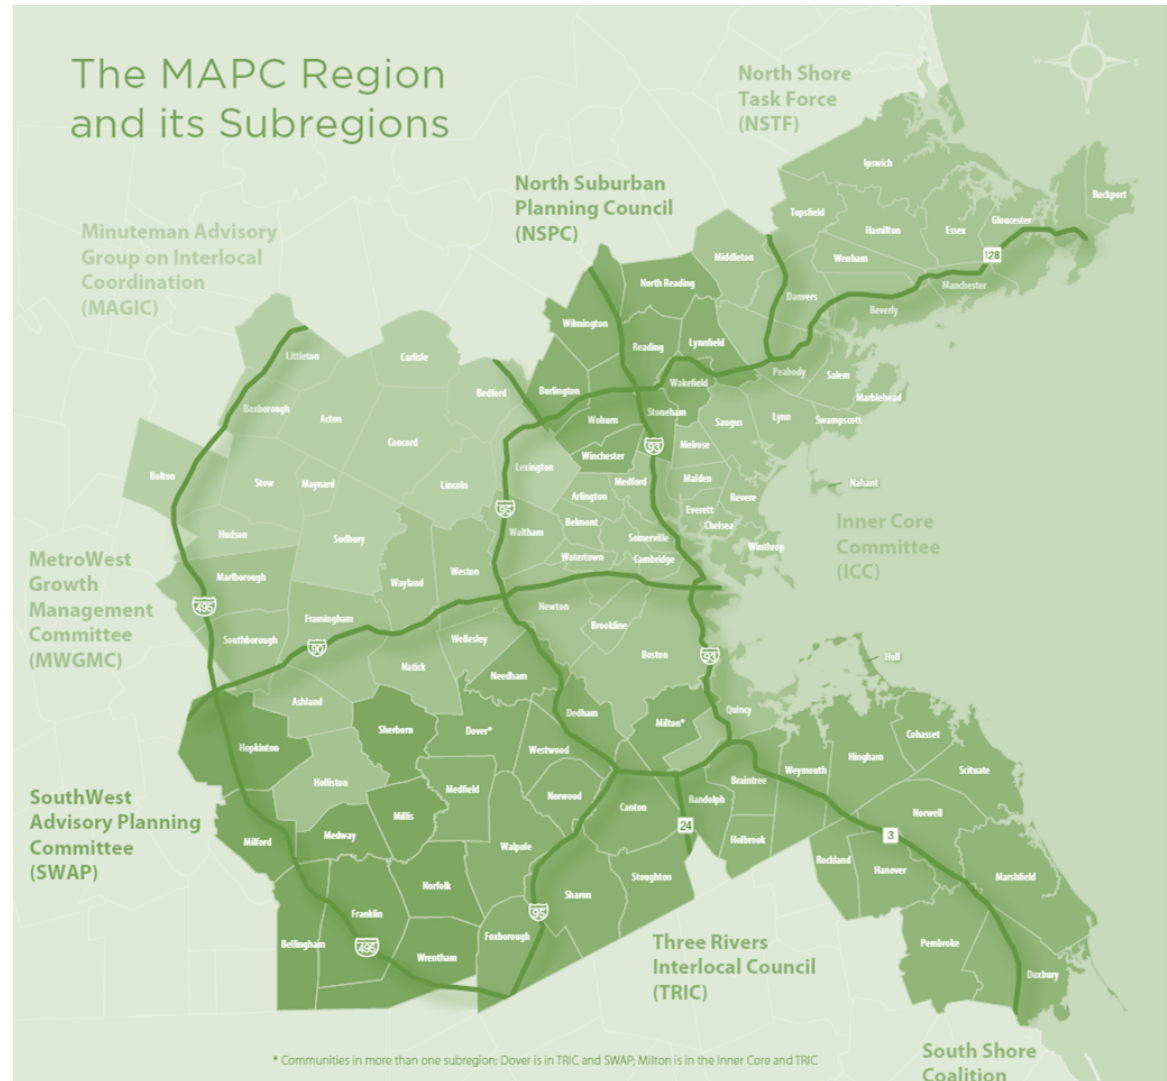 The MAPC Region
and its Subregions
North Shore
Task Force
(NSTF)
North Suburban
Planning Council
(NSPC)
Minuteman Advisory
Group on Interlocal
Coordination
(MAGIC)
MetroWest
Growth
Management
Committee
(MWGMC)
SouthWest
Advisory Planning
Committee
(SWAP)
Inner Core
Committee
(ICC)
Three Rivers
Interlocal Council
(TRIC)
South Shore
Coalition
N
W
E
S
Ipswich
Rockport
Topsfield
Gloucester
Hamilton
Essex
Middleton
Wenham
128
North Reading
Danvers
Manchester
Beverly
Wilmington
Reading
Lynnfield
Littleton
Carlisle
Peabody
Salem
Bedford
Burlington
Wakefield
Marblehead
Boxborough
Acton
Woburn
Stoneham
Saugus
Lynn
Swampscott
Concord
93
Melrose
Winchester
Bolton
Lexington
Stow
Maynard
Lincoln
Arlington
Medford
Malden
Nahant
Revere
95
Everett
Belmont
Chelsea
Hudson
Sudbury
Waltham
Somerville
Winthrop
Watertown
Cambridge
Marlborough
Wayland
Weston
495
Newton
Framingham
Brookline
Southborough
90
Wellesley
Boston
93
Hull
Natick
Needham
Ashland
Dedham
Milton*
Quincy
Sherborn
Dover*
Cohasset
Hopkinton
Westwood
Hingham
Weymouth
Scituate
Holliston
Medfield
Norwood
Braintree
Canton
Randolph
Norwell
Millis
24
Milford
Medway
Walpole
Holbrook
3
Rockland
Hanover
Stoughton
Marshfield
Norfolk
Sharon
Franklin
95
Bellingham
495
Foxborough
Wrentham
Pembroke
Duxbury
* Communities in more than one subregion: Dover is in TRIC and SWAP; Milton is in the Inner Core and TRIC